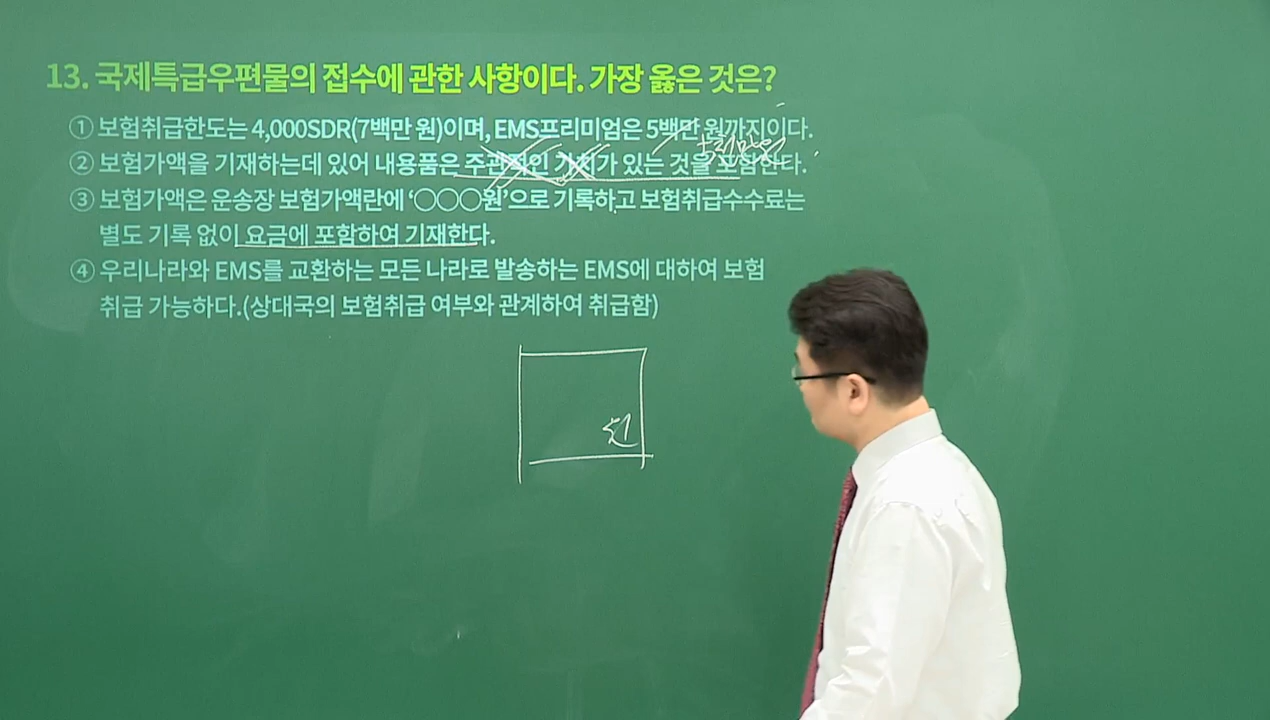 13. 국제특급우편물의 접수에 관한 사항이다. 가장 옳은 것은?
① 보험취급한도는 4,000SDR(7백만 원)이며, EMS프리미엄은 5백만 원까지이다.
5천만원
② 보험가액을 기재하는데 있어 내용품은 주관적인 가치가 있는 것을 포함한다.
③ 보험가액은 운송장 보험가액란에 ‘○○○원’으로 기록하고 보험취급수수료는
별도 기록 없이 요금에 포함하여 기재한다.
④ 우리나라와 EMS를 교환하는 모든 나라로 발송하는 EMS에 대하여 보험
취급 가능하다.(상대국의 보험취급 여부와 관계하여 취급함)
원